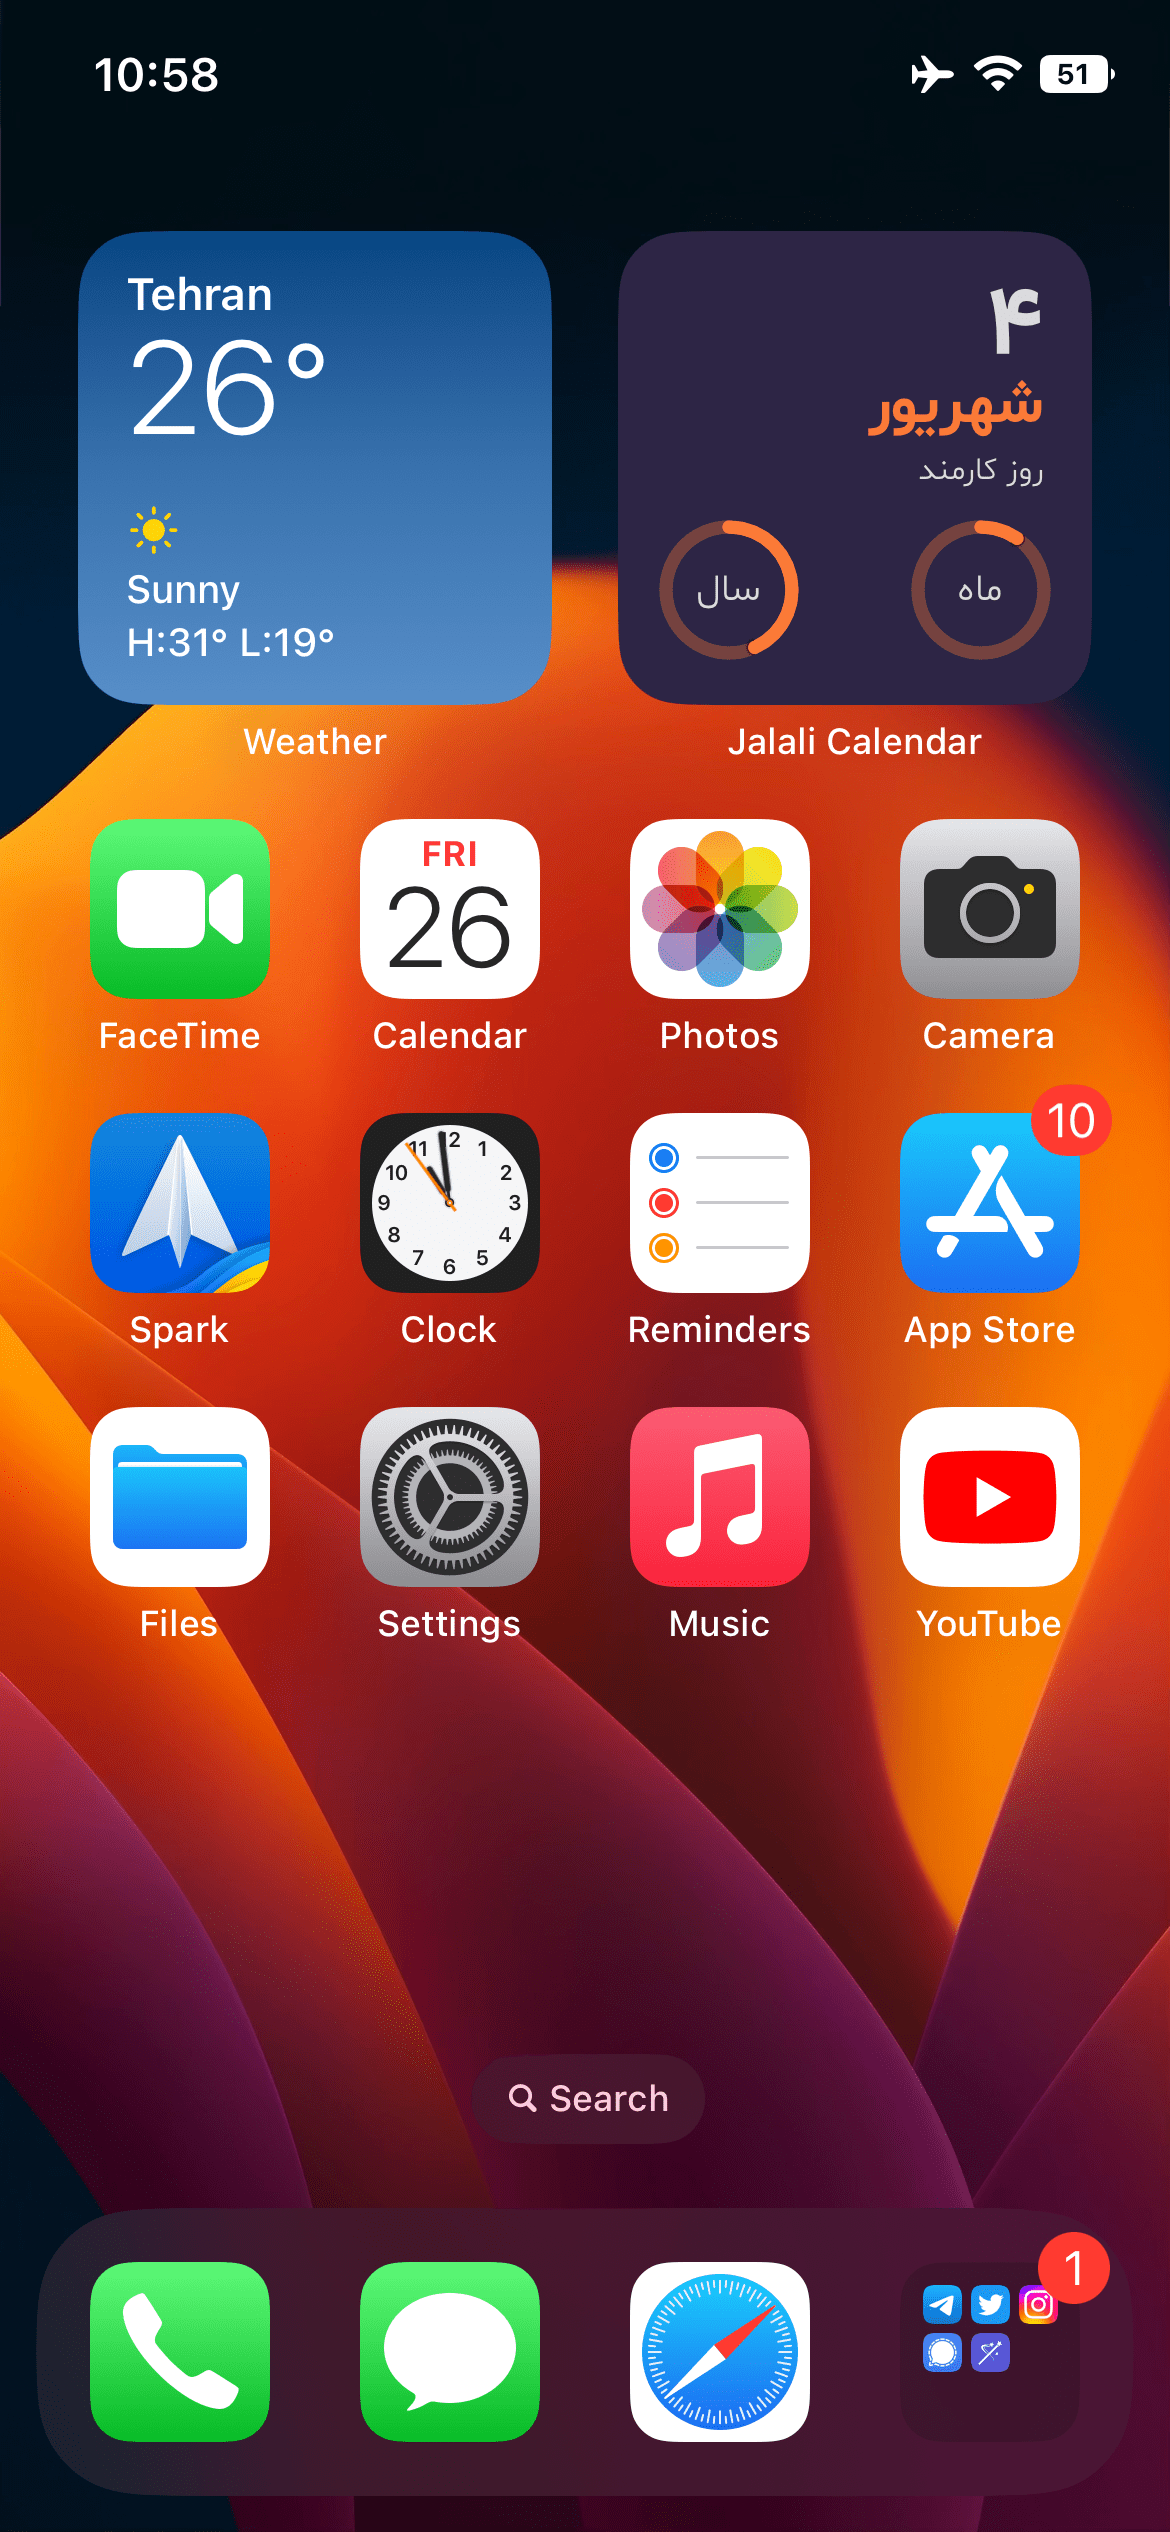 10:58
51
Tehran
26°
Sunny
H:31° L:19°
Weather
۴
شهریور
روز کارمند
ماه
سال
Jalali Calendar
FRI
26
FaceTime
Calendar
Photos
Camera
12
1
2
3
4
5
6
7
8
9
10
11
10
Spark
Clock
Reminders
App Store
Files
Settings
Music
YouTube
Search
1